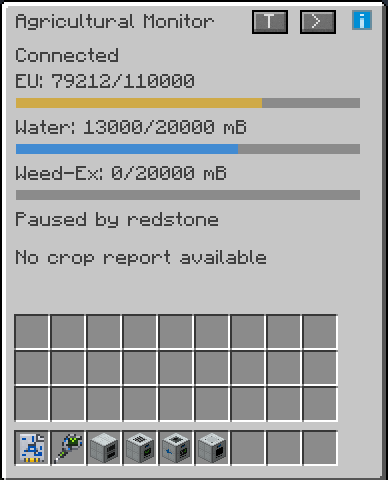 Agricultural Monitor T > i
Connected
EU: 79212/110000
Water: 13000/20000 mB
Weed-Ex: 0/20000 mB
Paused by redstone
No crop report available